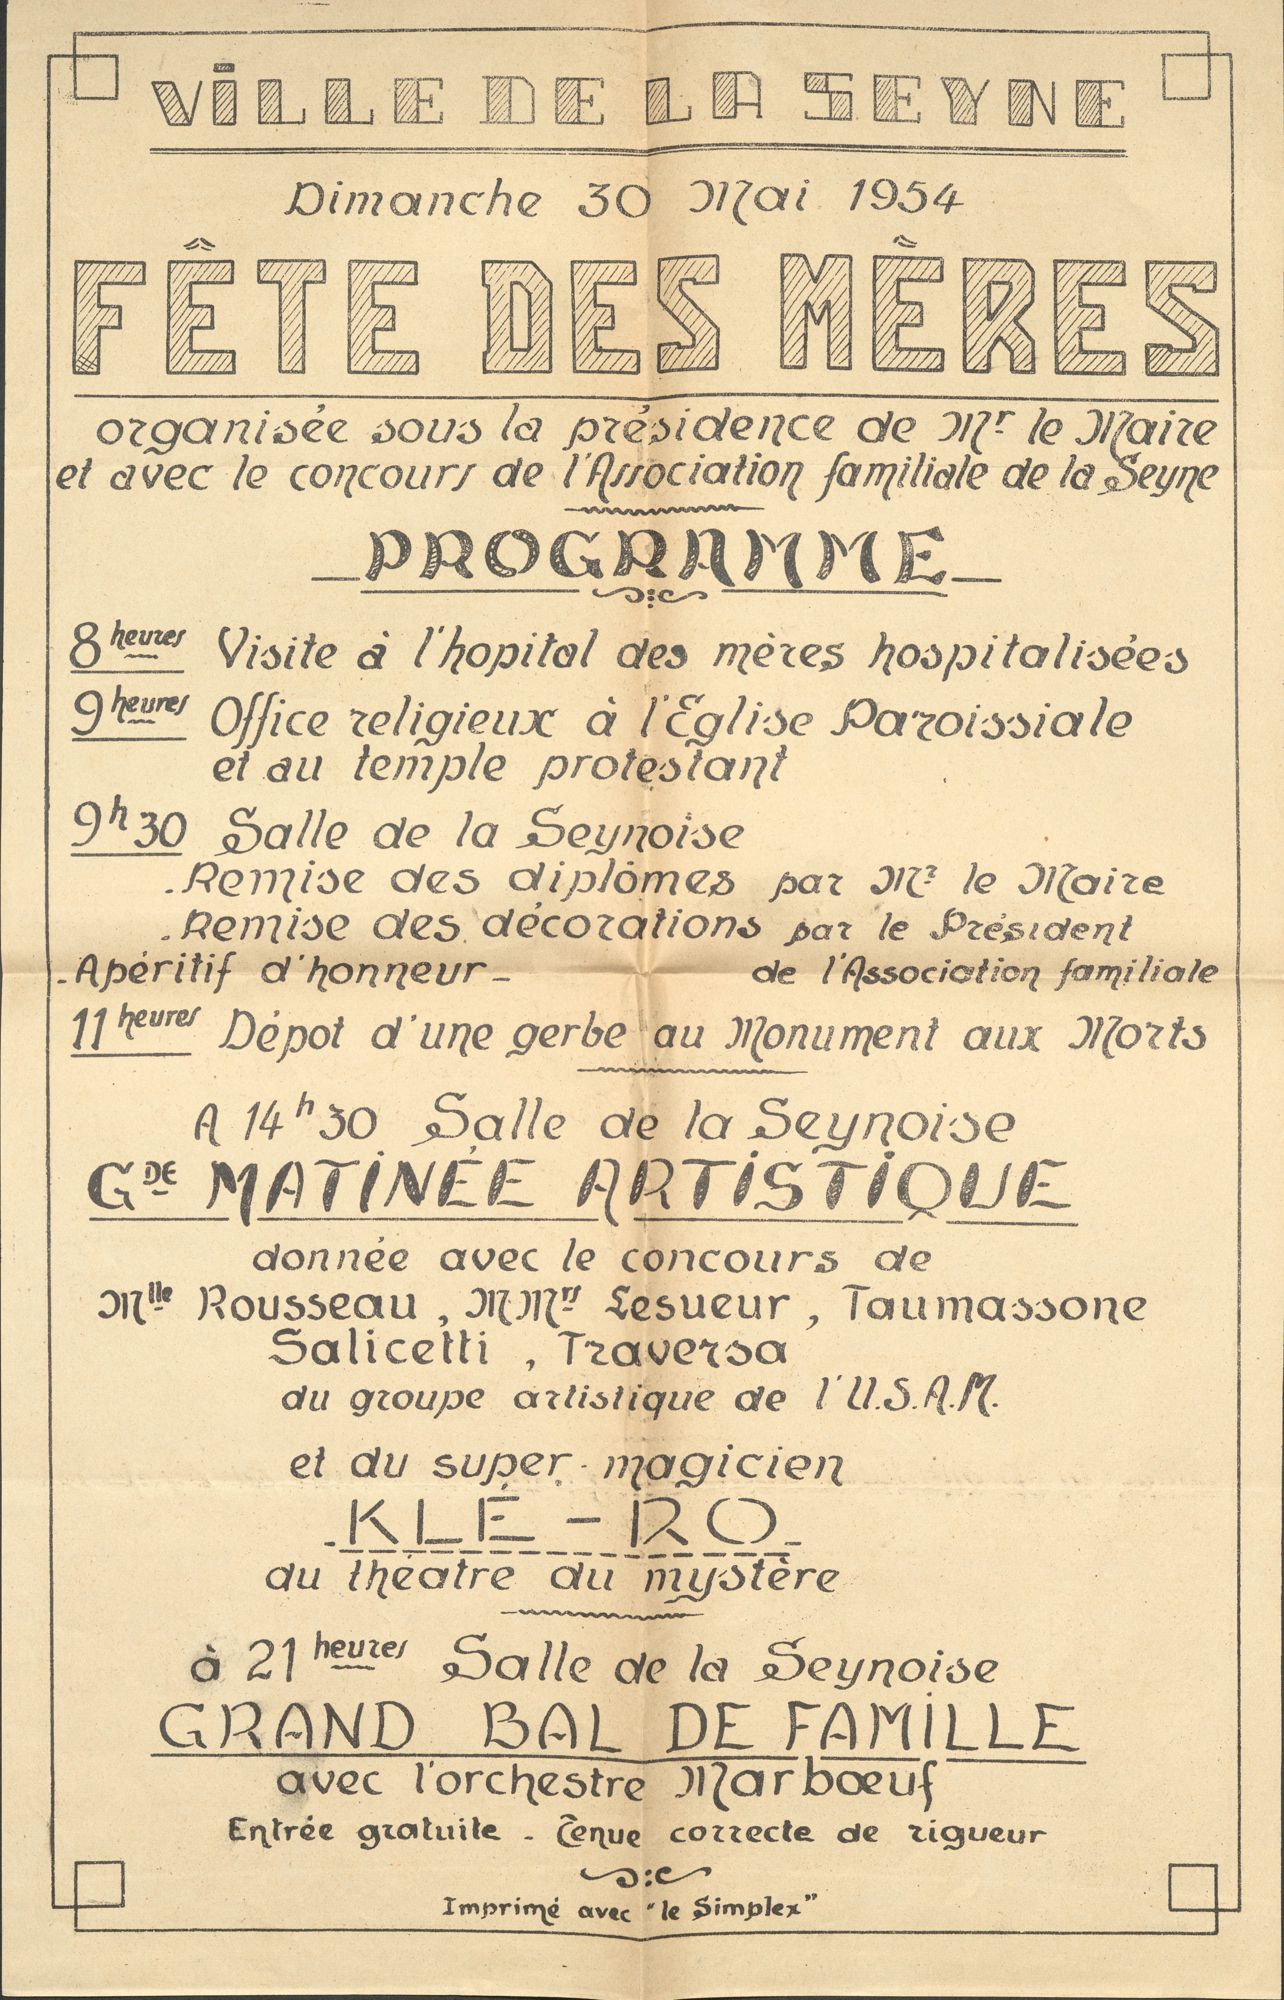 VILLE DE LA SEYNE
Dimanche 30 Mai 1954
FÊTE DES MÈRES
organisée sous la présidence de Mr le Maire
et avec le concours de l'Association familiale de la Seyne
PROGRAMME
8 heures Visite à l'hopital des mères hospitalisées
9 heures Office religieux à l'Eglise Paroissiale
et au temple protestant
9h30 Salle de la Seynoise
. Remise des diplômes par Mr le Maire
. Remise des décorations par le Président
- Apéritif d'honneur - de l'Association familiale
11 heures Dépot d'une gerbe au Monument aux Morts
A 14h30 Salle de la Seynoise
GDE MATINÉE ARTISTIQUE
donnée avec le concours de
Mlle Rousseau, MMrs Lesueur, Taumassone
Salicetti, Traversa
du groupe artistique de l'U.S.A.M.
et du super-magicien
- KLÉ-RO -
du théatre du mystère
à 21 heures Salle de la Seynoise
GRAND BAL DE FAMILLE
avec l'orchestre Marbœuf
Entrée gratuite - Tenue correcte de rigueur
Imprimé avec "le Simplex"